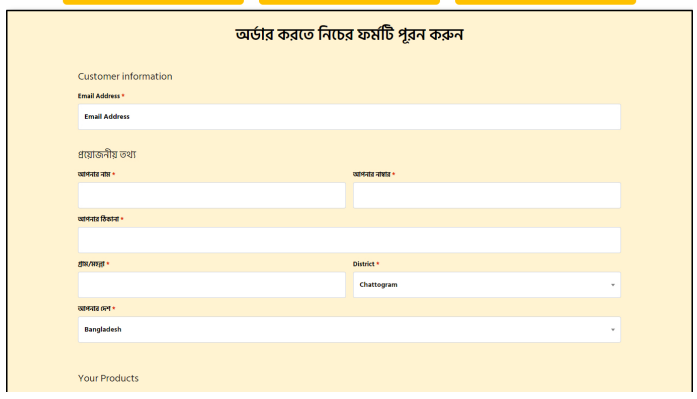 অর্ডার করতে নিচের ফর্মটি পূরন করুন
Customer information
Email Address *
Email Address
প্রয়োজনীয় তথ্য
আপনার নাম * আপনার নাম্বার *
আপনার ঠিকানা *
গ্রাম/মহল্লা * District *
Chattogram
আপনার দেশ *
Bangladesh
Your Products